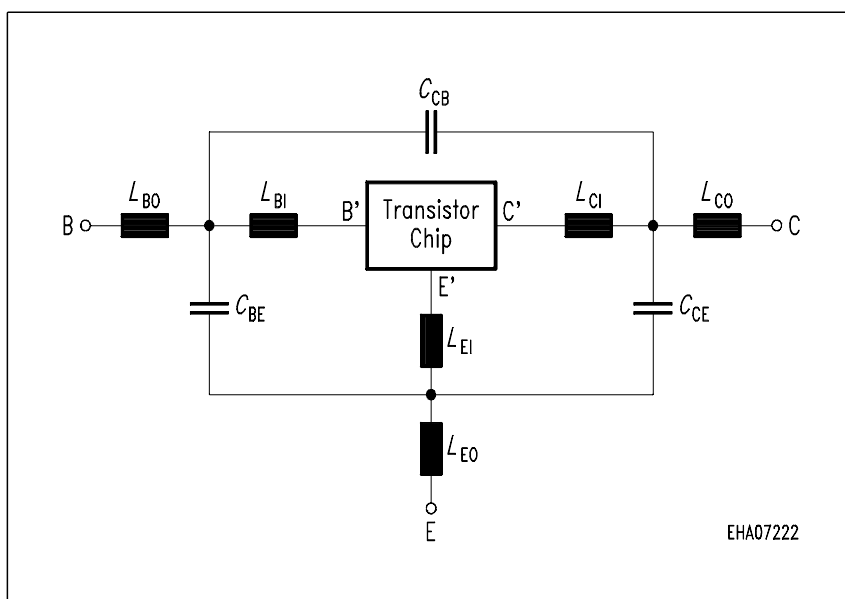 C_CB
L_BO
L_BI
L_CI
L_CO
B
B'
Transistor
Chip
C'
C
E'
C_BE
C_CE
L_EI
L_EO
E
EHA07222